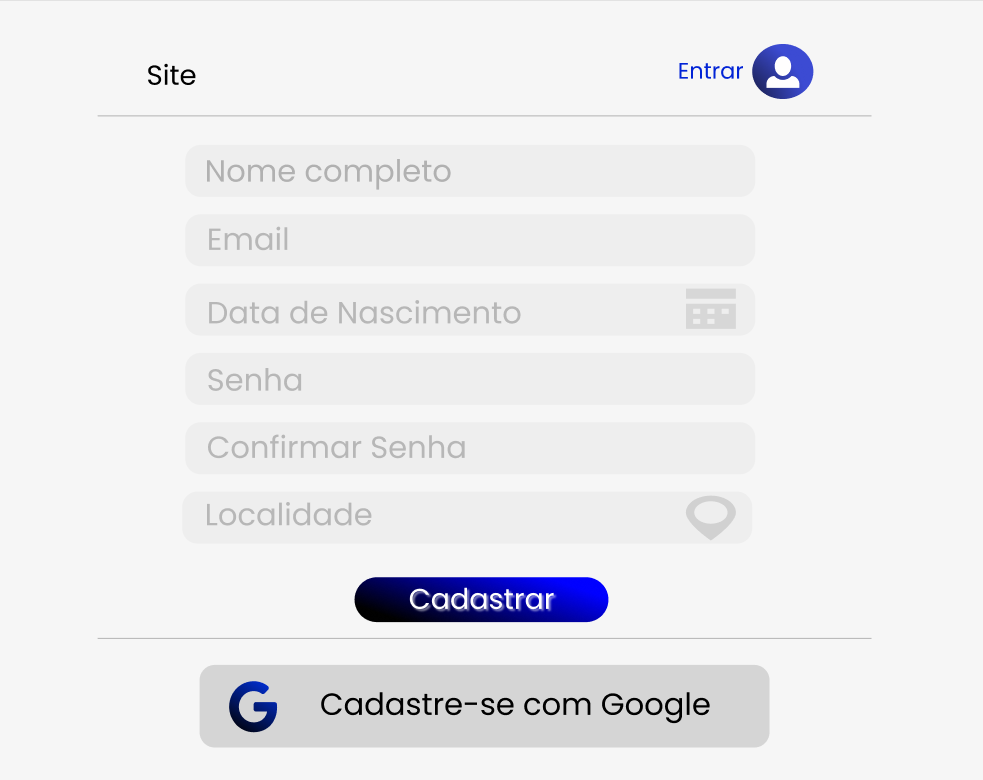 Site
Entrar
Nome completo
Email
Data de Nascimento
Senha
Confirmar Senha
Localidade
Cadastrar
Cadastre-se com Google